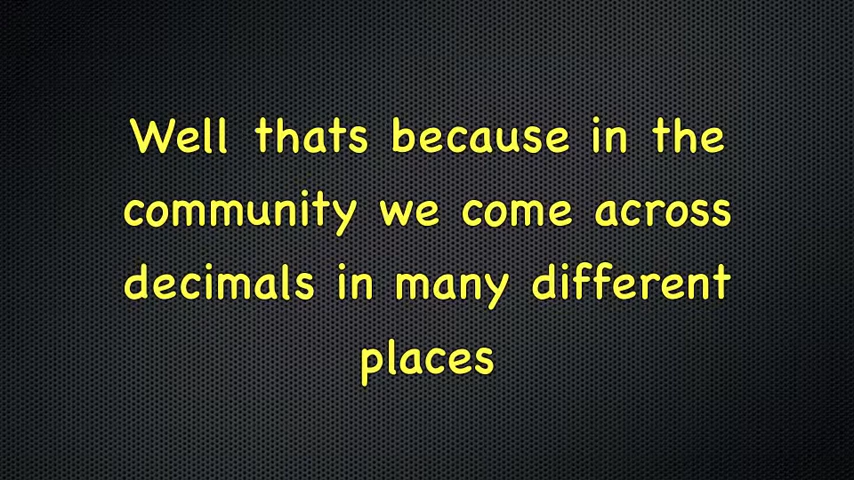 Well thats because in the
community we come across
decimals in many different
places